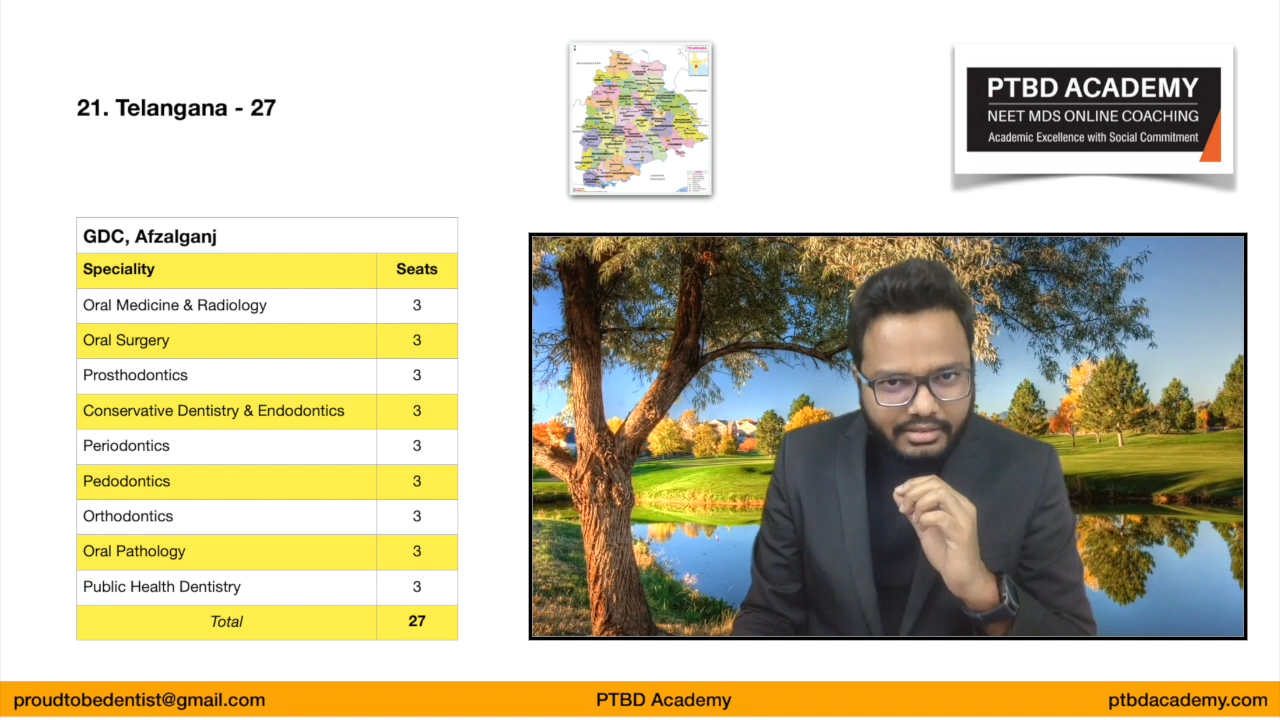 21. Telangana - 27
TELANGANA
PTBD ACADEMY
NEET MDS ONLINE COACHING
Academic Excellence with Social Commitment
GDC, Afzalganj
Speciality Seats
Oral Medicine & Radiology 3
Oral Surgery 3
Prosthodontics 3
Conservative Dentistry & Endodontics 3
Periodontics 3
Pedodontics 3
Orthodontics 3
Oral Pathology 3
Public Health Dentistry 3
Total 27
proudtobedentist@gmail.com PTBD Academy ptbdacademy.com